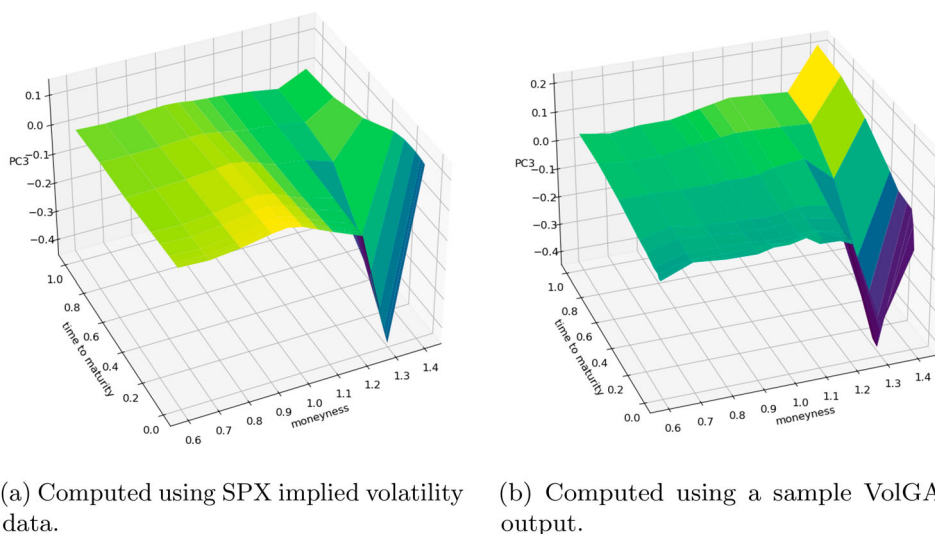 0.1
0.0
−0.1
−0.2
−0.3
−0.4
PC3
1.0
0.8
0.6
0.4
0.2
0.0
time to maturity
0.6 0.7 0.8 0.9 1.0 1.1 1.2 1.3 1.4
moneyness
0.2
0.1
0.0
−0.1
−0.2
−0.3
−0.4
PC3
1.0
0.8
0.6
0.4
0.2
0.0
time to maturity
0.6 0.7 0.8 0.9 1.0 1.1 1.2 1.3 1.4
moneyness
(a) Computed using SPX implied volatility
data.
(b) Computed using a sample VolGA
output.